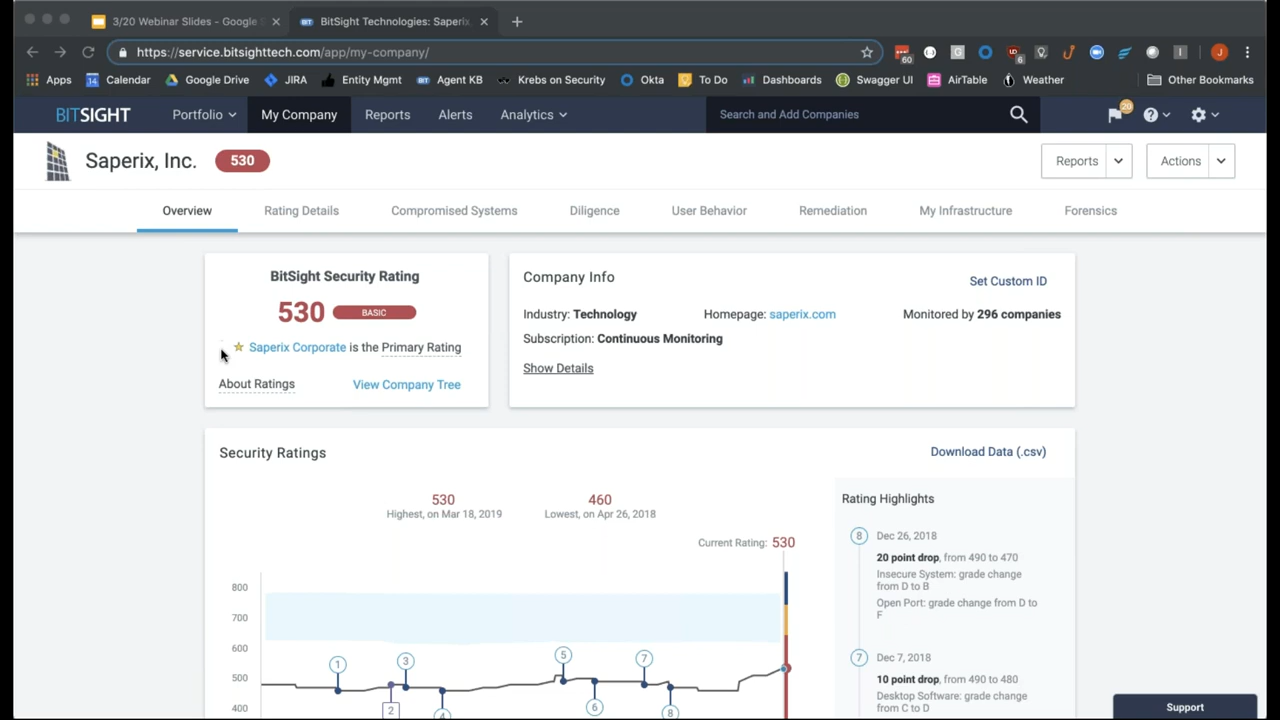 3/20 Webinar Slides - Google S
BitSight Technologies: Saperix,
https://service.bitsighttech.com/app/my-company/
60
6
J
Apps
14 Calendar
Google Drive
JIRA
Entity Mgmt
BIT Agent KB
Krebs on Security
Okta
To Do
Dashboards
Swagger UI
AirTable
Weather
Other Bookmarks
BITSIGHT
Portfolio
My Company
Reports
Alerts
Analytics
Search and Add Companies
20
Saperix, Inc.
530
Reports
Actions
Overview
Rating Details
Compromised Systems
Diligence
User Behavior
Remediation
My Infrastructure
Forensics
BitSight Security Rating
530 BASIC
Saperix Corporate is the Primary Rating
About Ratings
View Company Tree
Company Info
Set Custom ID
Industry: Technology
Homepage: saperix.com
Monitored by 296 companies
Subscription: Continuous Monitoring
Show Details
Security Ratings
Download Data (.csv)
530
Highest, on Mar 18, 2019
460
Lowest, on Apr 26, 2018
Current Rating: 530
800
700
600
500
400
1
2
3
4
5
6
7
8
Rating Highlights
8 Dec 26, 2018
20 point drop, from 490 to 470
Insecure System: grade change
from D to B
Open Port: grade change from D to
F
7 Dec 7, 2018
10 point drop, from 490 to 480
Desktop Software: grade change
from C to D
Support